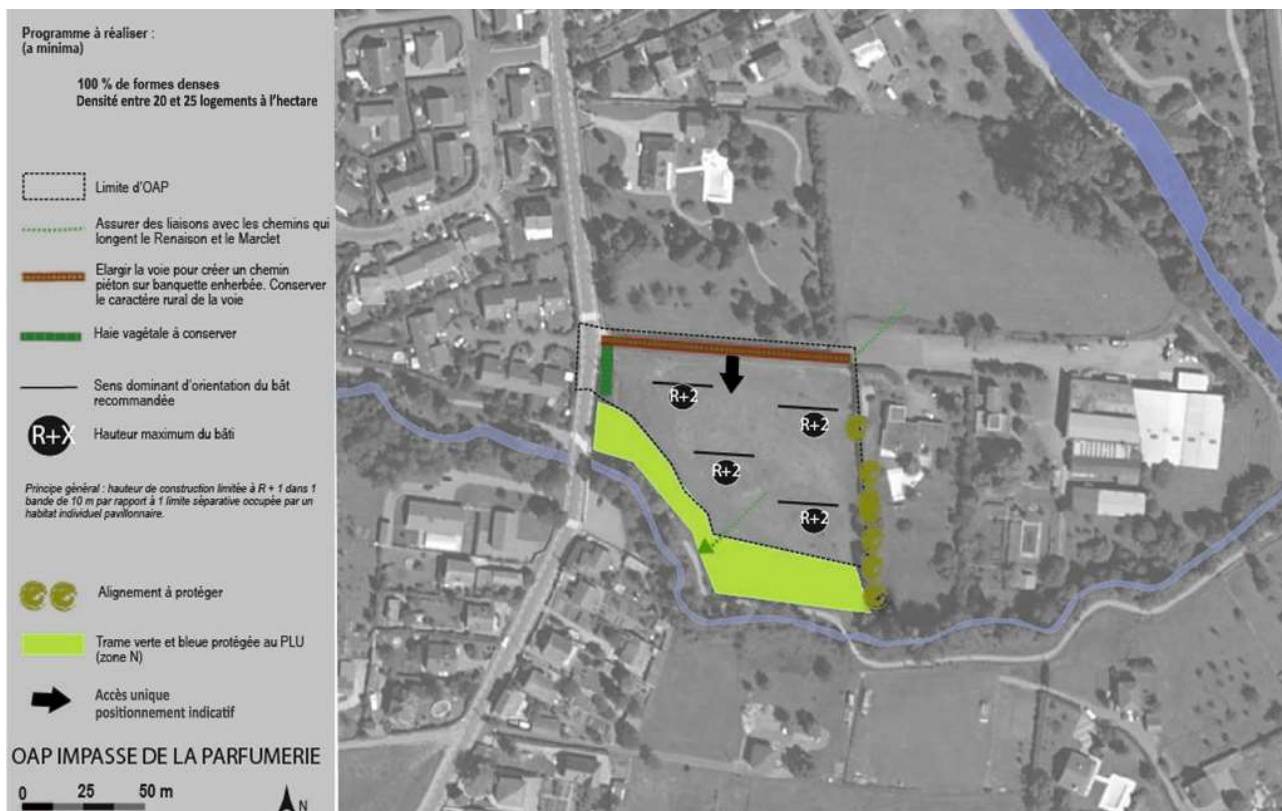 Programme à réaliser :
(a minima)
100 % de formes denses
Densité entre 20 et 25 logements à l'hectare
Limite d'OAP
Assurer des liaisons avec les chemins qui
longent le Renaison et le Marclet
Elargir la voie pour créer un chemin
piéton sur banquette enherbée. Conserver
le caractére rural de la voie
Haie vagétale à conserver
Sens dominant d'orientation du bât
recommandée
R+X Hauteur maximum du bâti
Principe général : hauteur de construction limitée à R + 1 dans 1
bande de 10 m par rapport à 1 limite séparative occupée par un
habitat individuel pavillonnaire.
Alignement à protéger
Trame verte et bleue protégée au PLU
(zone N)
Accès unique
positionnement indicatif
OAP IMPASSE DE LA PARFUMERIE
0 25 50 m
N
R+2
R+2
R+2
R+2